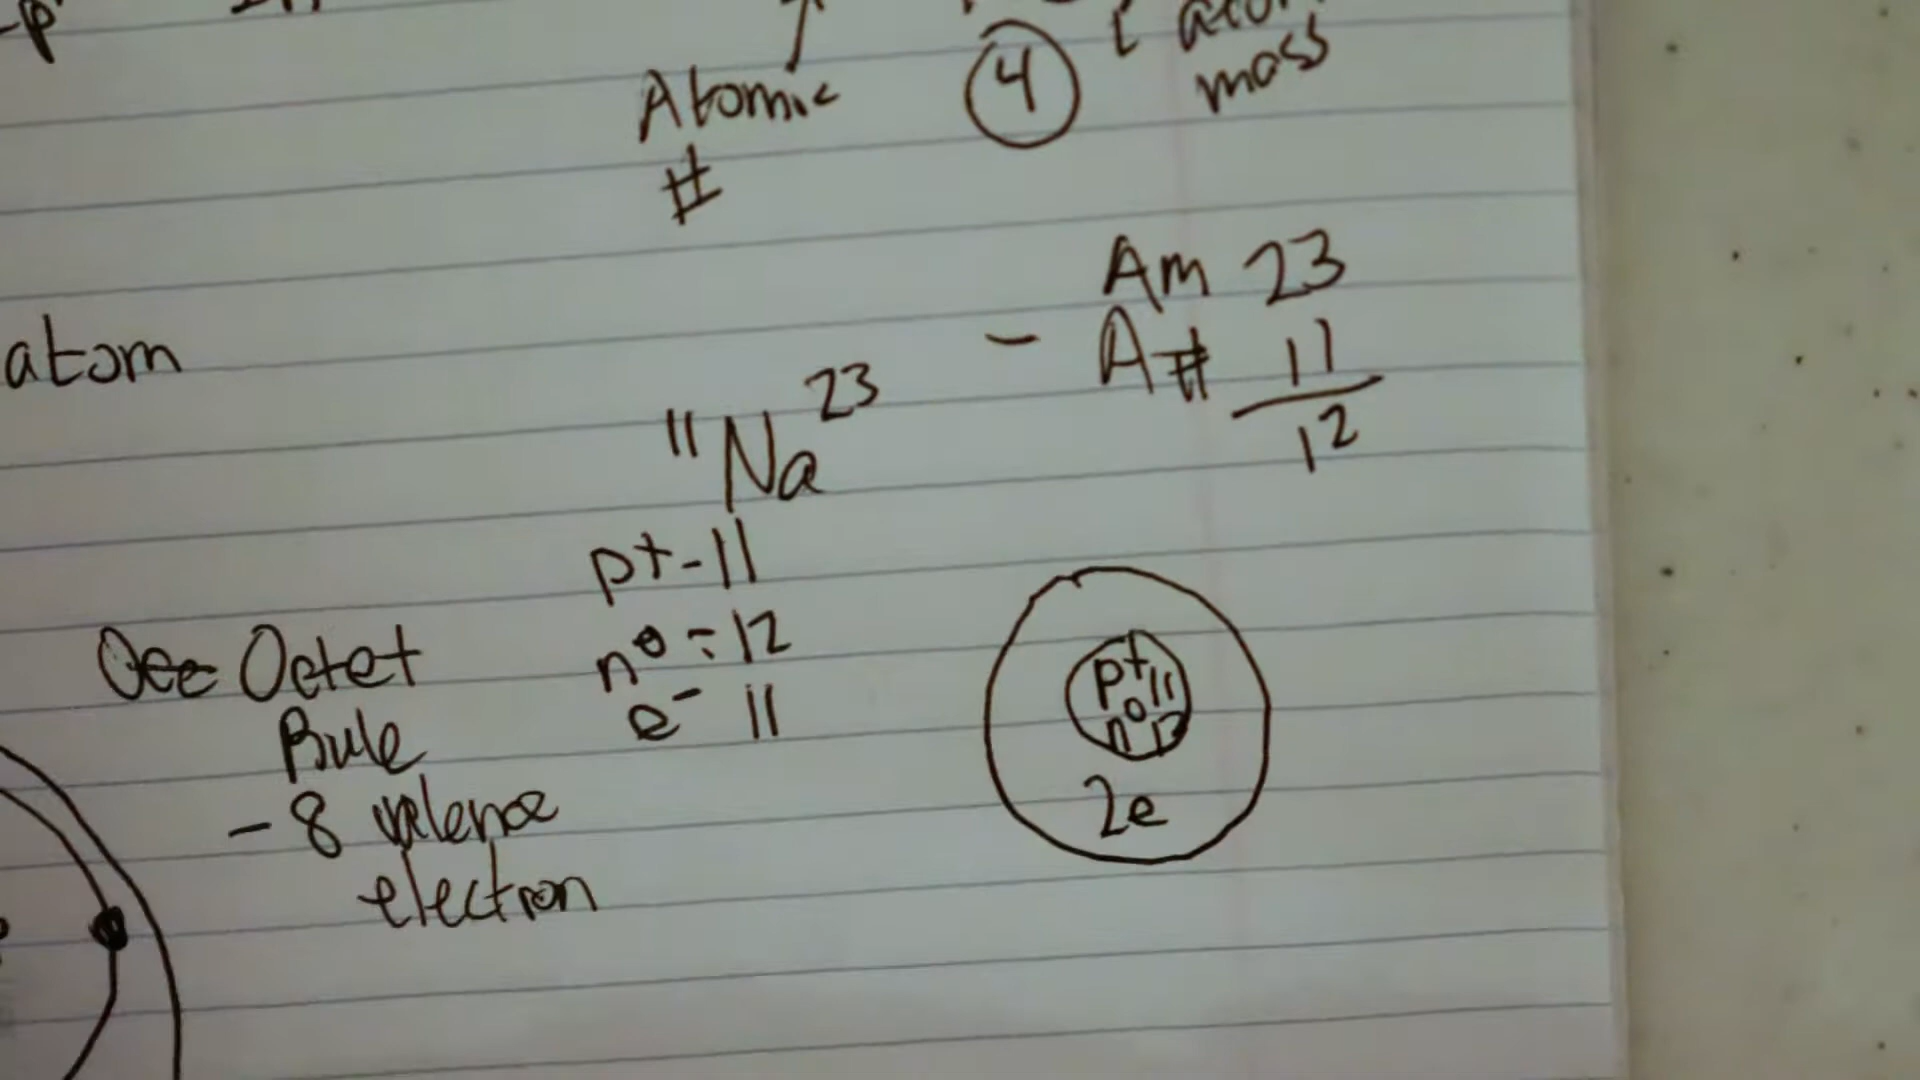 Atomic
#
4
mass
Am 23
- A# 11
12
atom
11 Na 23
p+ - 11
n° = 12
e- 11
Oce Octet
Rule
- 8 valence
electron
p+ 11
n° 12
2e